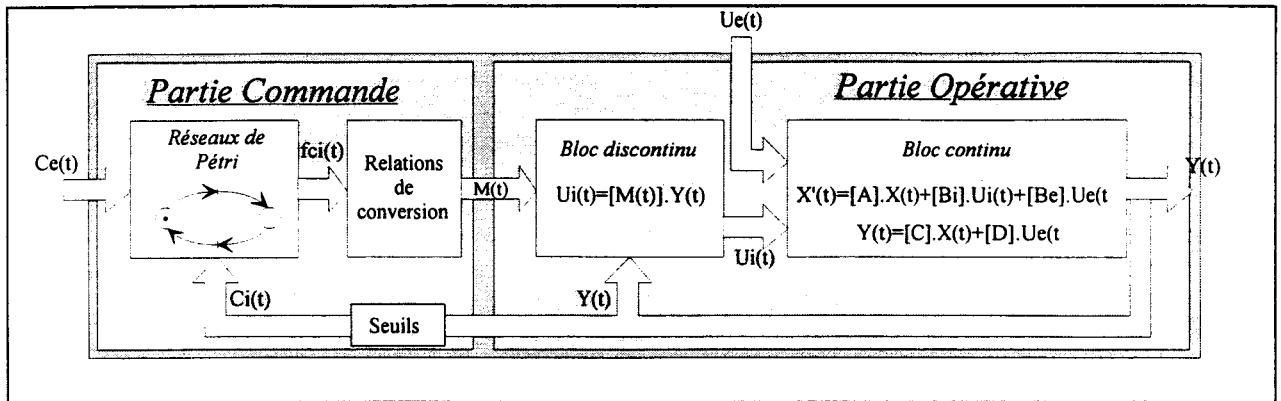 Ue(t)
Partie Commande
Partie Opérative
Ce(t)
Réseaux de
Pétri
fci(t)
Relations
de
conversion
M(t)
Bloc discontinu
Ui(t)=[M(t)].Y(t)
Ui(t)
Bloc continu
X'(t)=[A].X(t)+[Bi].Ui(t)+[Be].Ue(t
Y(t)=[C].X(t)+[D].Ue(t
Y(t)
Ci(t)
Seuils
Y(t)